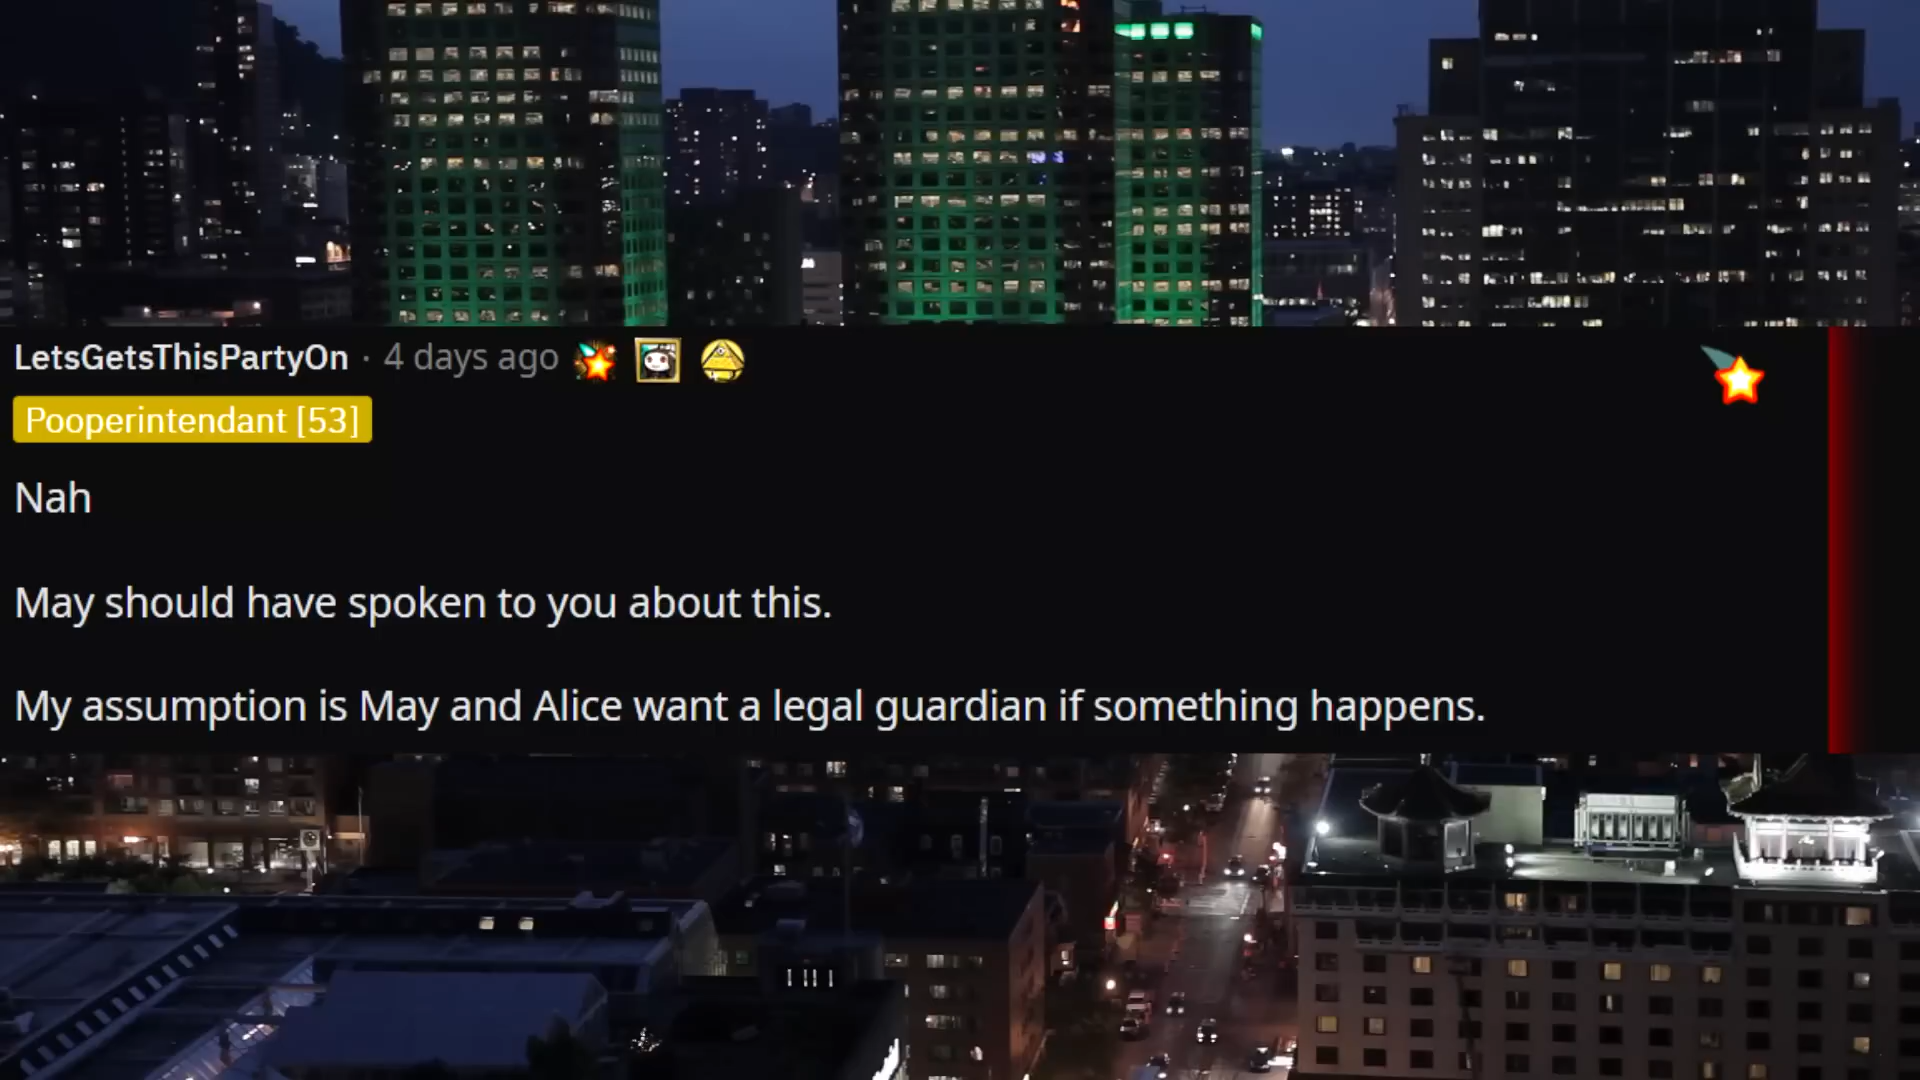 LetsGetsThisPartyOn · 4 days ago
Pooperintendant [53]
Nah
May should have spoken to you about this.
My assumption is May and Alice want a legal guardian if something happens.